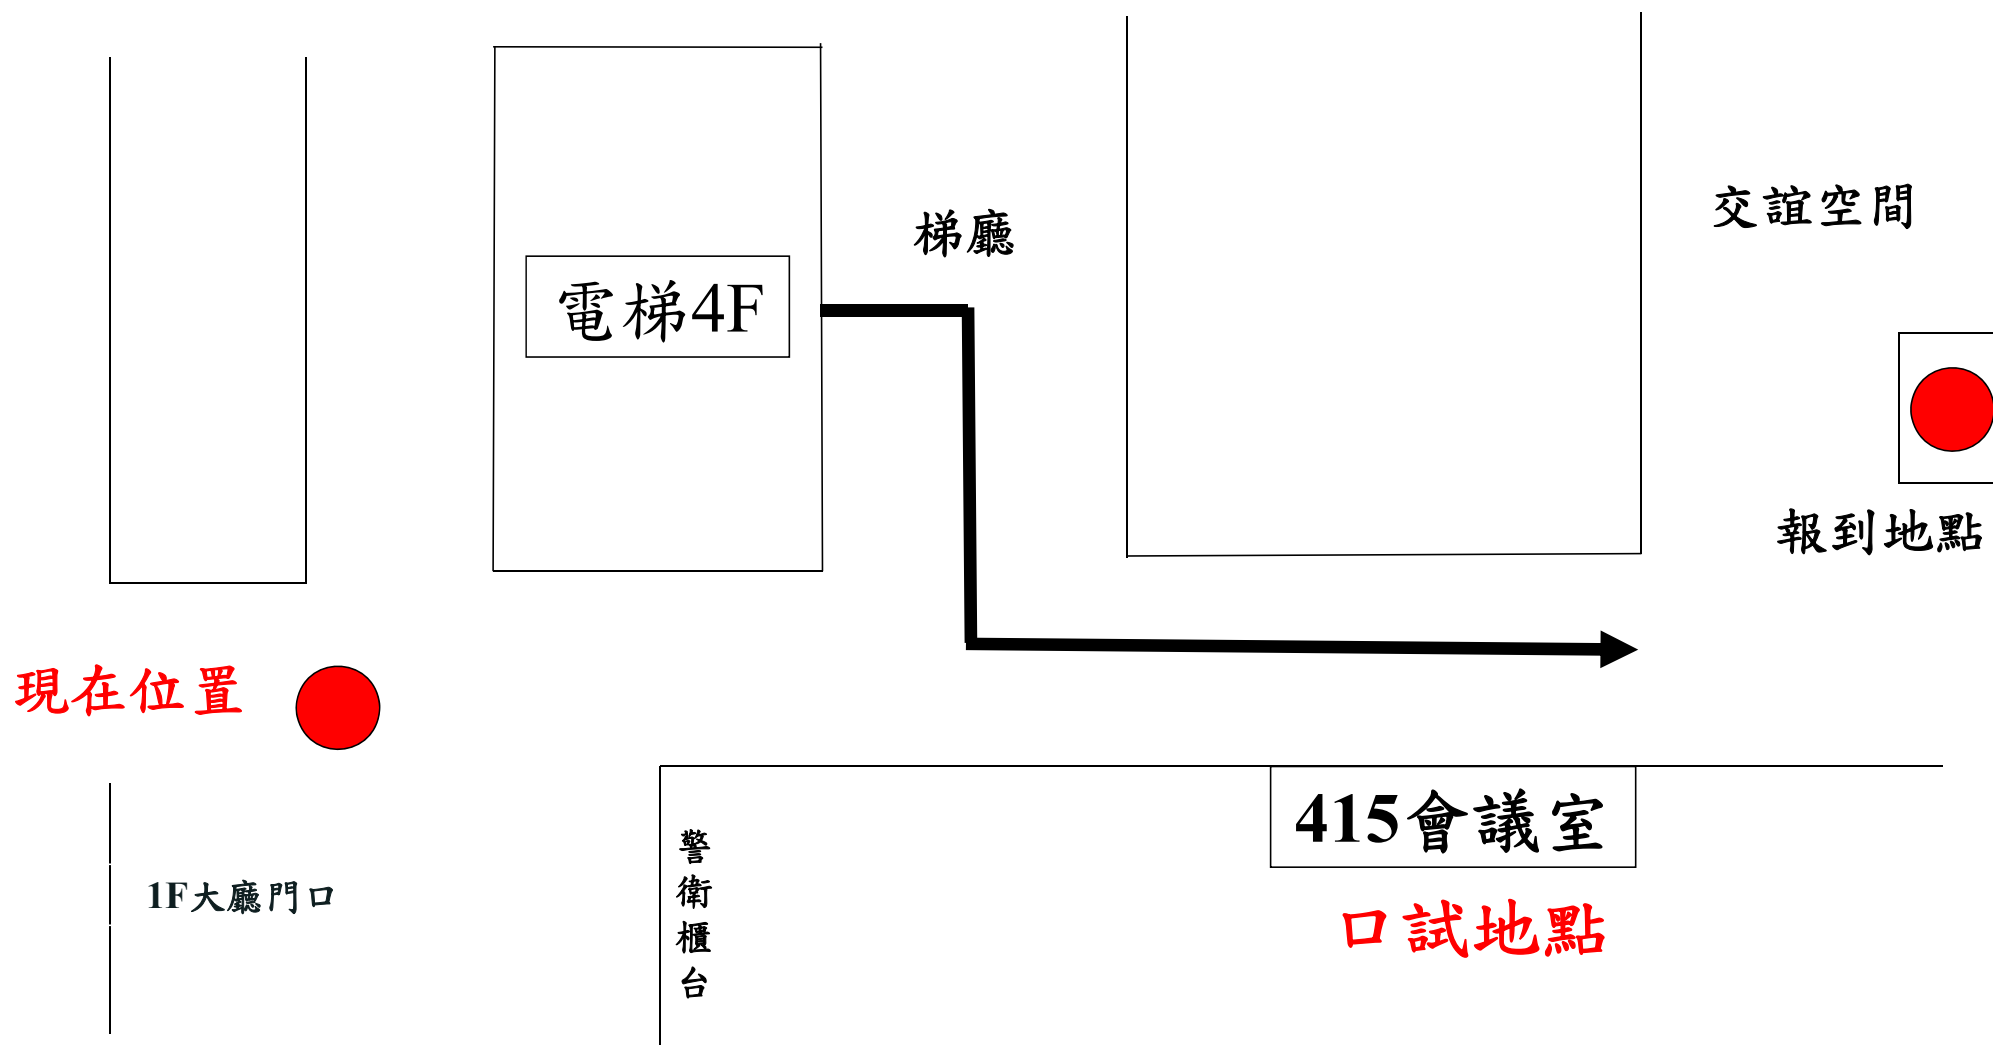 交誼空間
梯廳
電梯4F
報到地點
現在位置
415會議室
警衛櫃台
1F大廳門口
口試地點